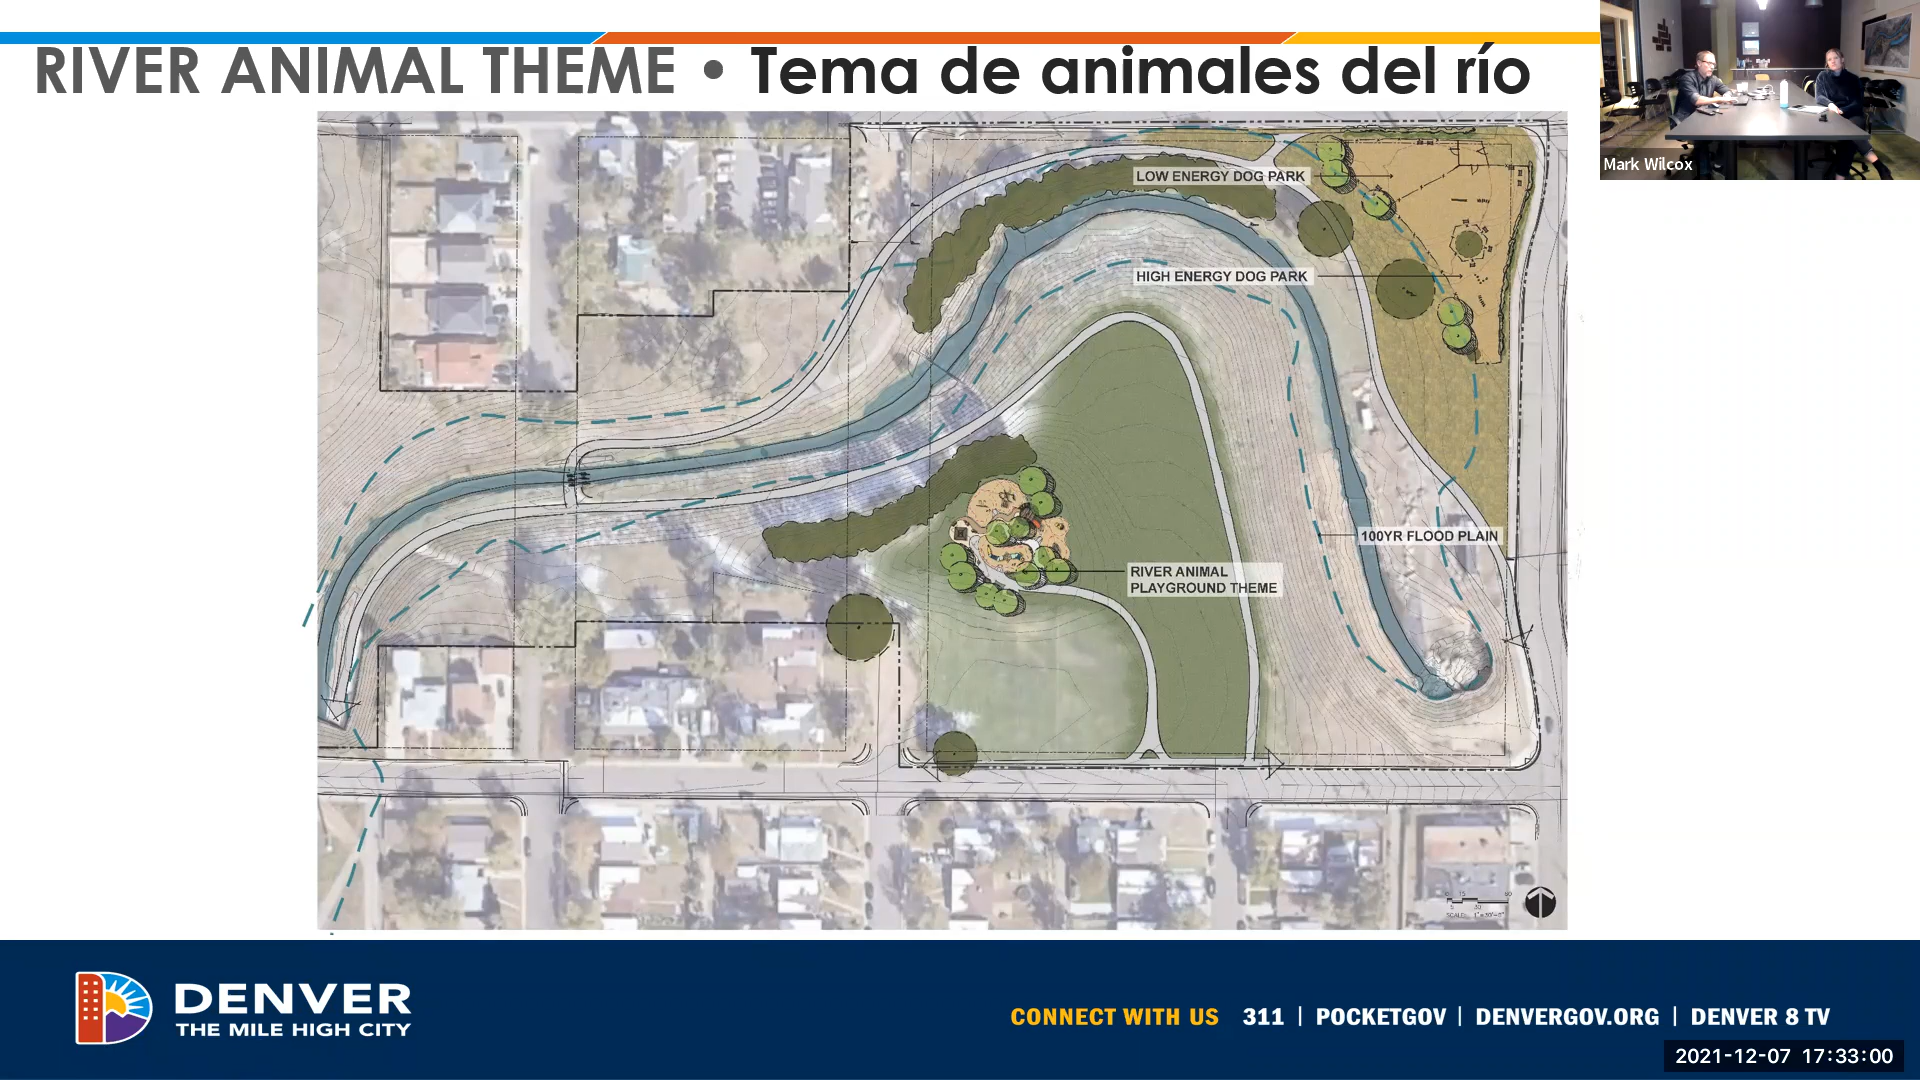 RIVER ANIMAL THEME • Tema de animales del río
Mark Wilcox
LOW ENERGY DOG PARK
HIGH ENERGY DOG PARK
100YR FLOOD PLAIN
RIVER ANIMAL
PLAYGROUND THEME
DENVER
THE MILE HIGH CITY
CONNECT WITH US 311 | POCKETGOV | DENVERGOV.ORG | DENVER 8 TV
2021-12-07 17:33:00